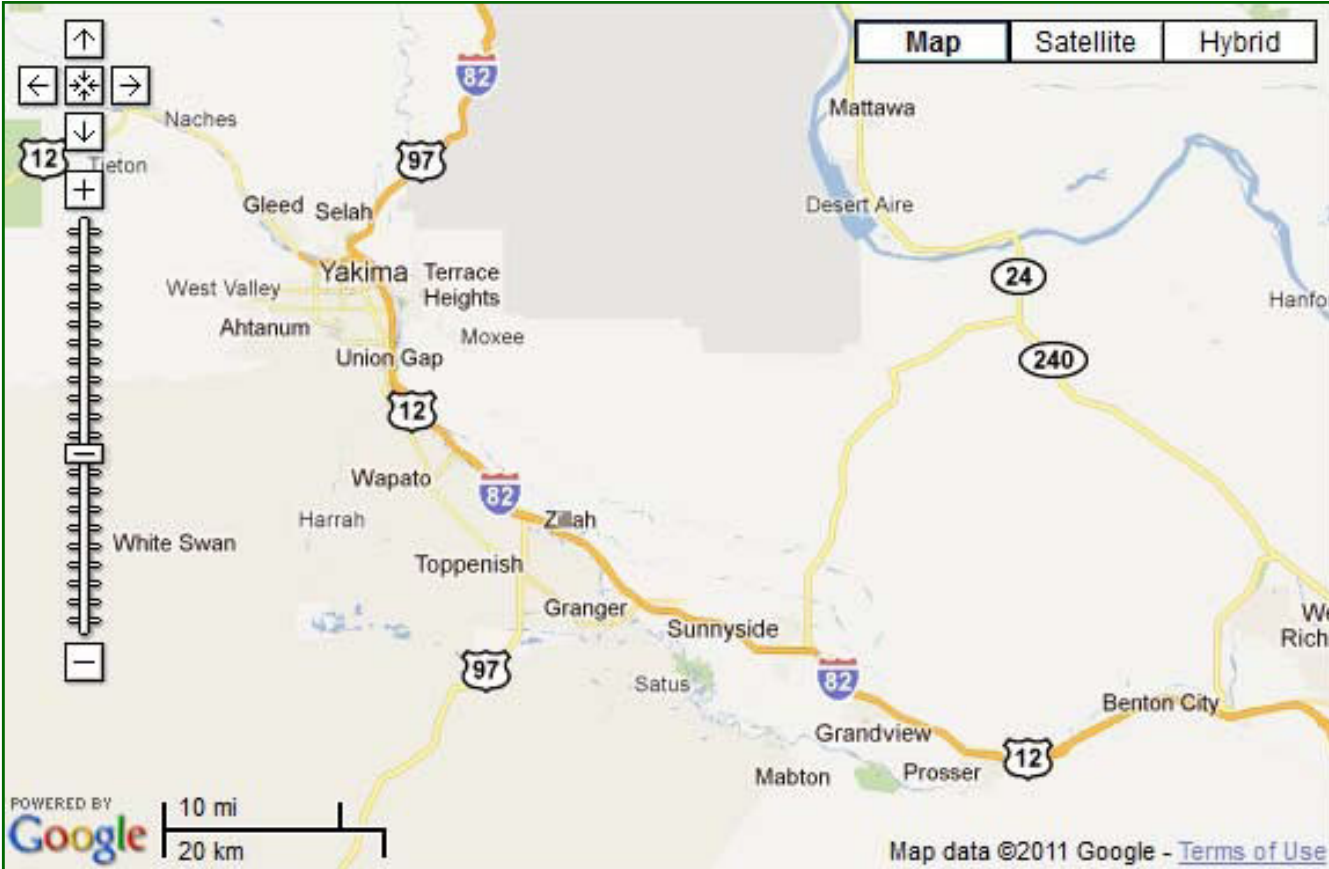 Map
Satellite
Hybrid
82
Mattawa
Naches
97
12
Tieton
Gleed
Selah
Desert Aire
Yakima
Terrace
Heights
24
West Valley
Hanfo
Ahtanum
Moxee
Union Gap
240
12
Wapato
82
Harrah
Zillah
White Swan
Toppenish
Granger
Sunnyside
We
Rich
97
Satus
82
Benton City
Grandview
12
Mabton
Prosser
POWERED BY
Google
10 mi
20 km
Map data ©2011 Google - Terms of Use